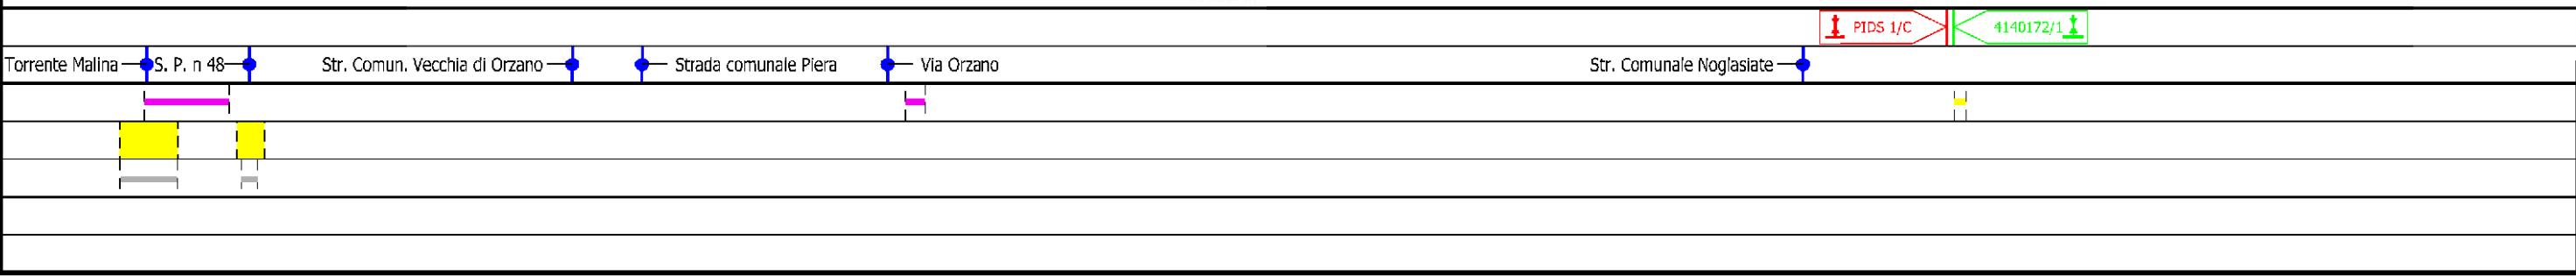 PIDS 1/C 4140172/1
Torrente Malina S. P. n 48 Str. Comun. Vecchia di Orzano Strada comunale Piera Via Orzano Str. Comunale Noglasiate